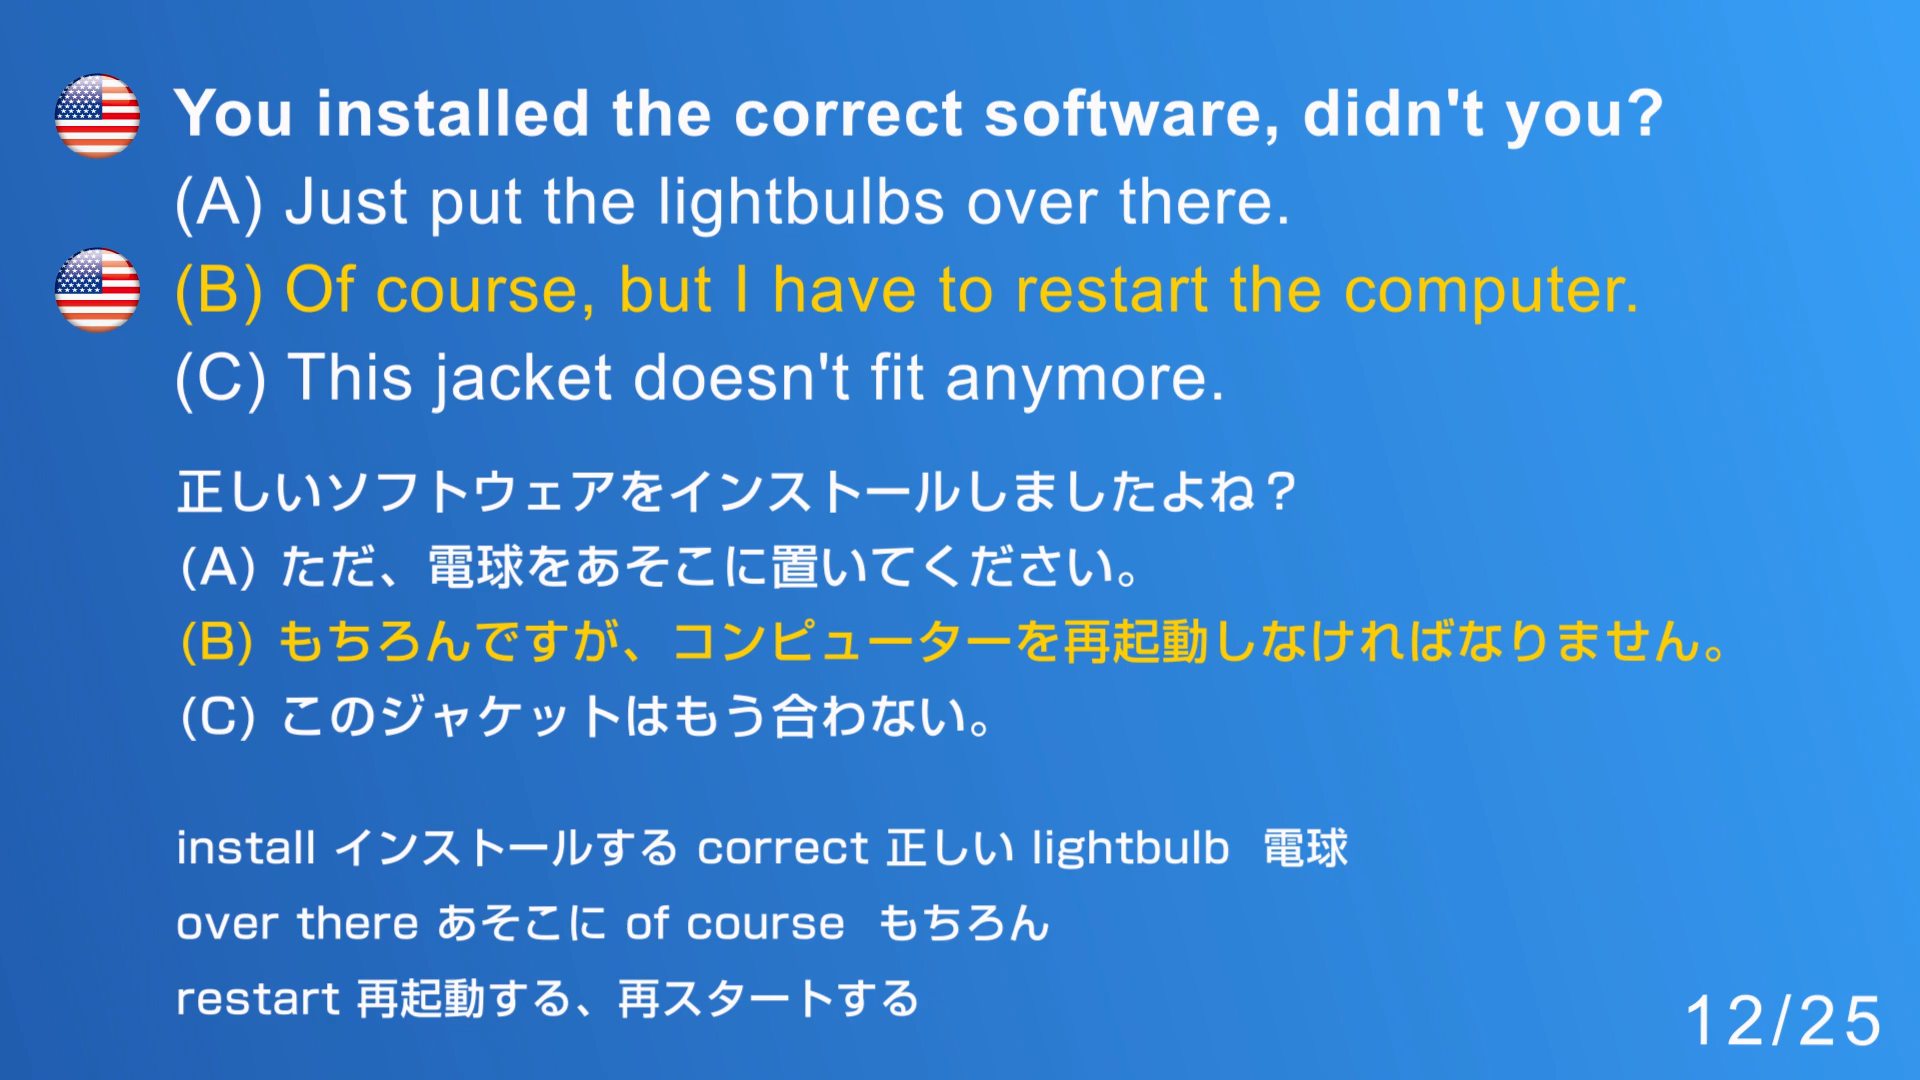 You installed the correct software, didn't you?
(A) Just put the lightbulbs over there.
(B) Of course, but I have to restart the computer.
(C) This jacket doesn't fit anymore.
正しいソフトウェアをインストールしましたよね？
(A) ただ、電球をあそこに置いてください。
(B) もちろんですが、コンピューターを再起動しなければなりません。
(C) このジャケットはもう合わない。
install インストールする correct 正しい lightbulb 電球
over there あそこに of course もちろん
restart 再起動する、再スタートする
12/25